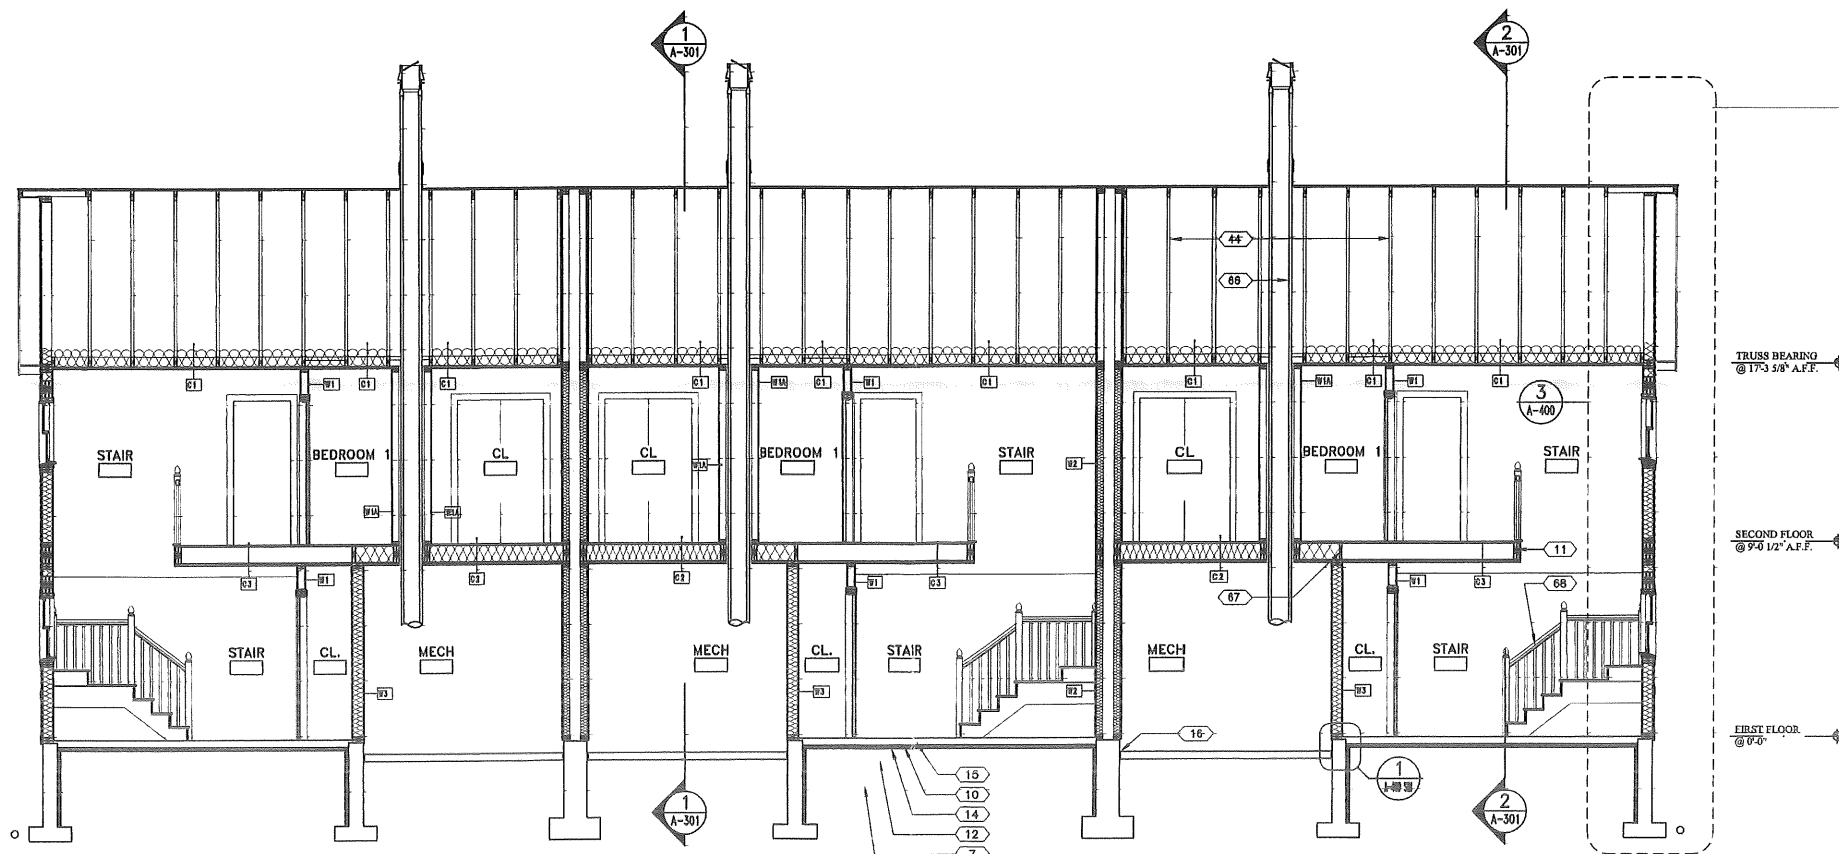 1
A-301
2
A-301
44
66
TRUSS BEARING
@ 17'-3 5/8" A.F.F.
C1
W1
C1
C1
C1
W1A
C1
W1
C1
C1
W1A
C1
W1
C1
3
A-400
STAIR
BEDROOM 1
CL
CL
W1A
BEDROOM 1
STAIR
W2
CL
BEDROOM 1
STAIR
W1A
W1A
SECOND FLOOR
@ 9'-0 1/2" A.F.F.
11
C3
W1
C2
C2
W1
C3
C2
W1
C3
67
68
STAIR
CL.
MECH
MECH
CL.
STAIR
MECH
CL.
STAIR
W3
W3
W2
W3
16
FIRST FLOOR
@ 0'-0"
15
10
14
12
7
1
1
A-301
2
A-301